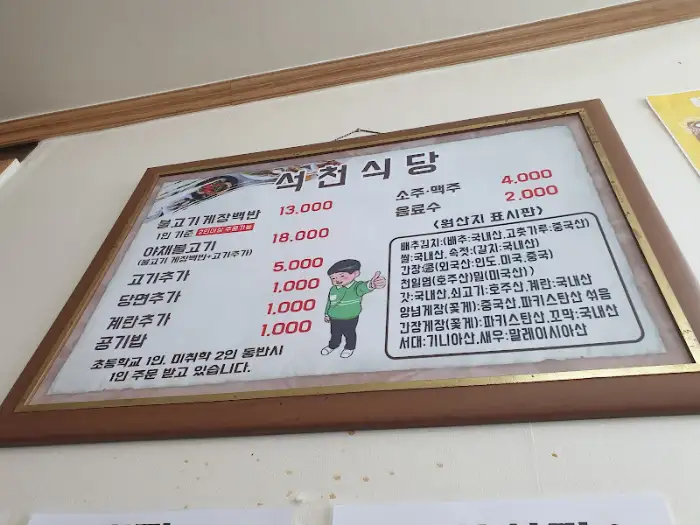 석천식당
불고기게장백반 13.000
1인 기준 2인이상 주문가능
야채불고기 18.000
(불고기 게장백반+고기추가)
고기추가 5.000
당면추가 1.000
계란추가 1.000
공기밥 1.000
초등학교 1인, 미취학 2인 동반시
1인 주문 받고 있습니다.
소주·맥주 4.000
음료수 2.000
<원산지 표시판>
배추김치:(배추:국내산,고춧가루:중국산)
쌀:국내산, 속젓:(갈치:국내산)
간장:콩(외국산:인도,미국,중국)
천일염(호주산)밀(미국산))
갓:국내산,쇠고기:호주산,계란:국내산
양념게장(꽃게):중국산,파키스탄산 섞음
간장게장(꽃게):파키스탄산,꼬막:국내산
서대:기니아산,새우:말레이시아산